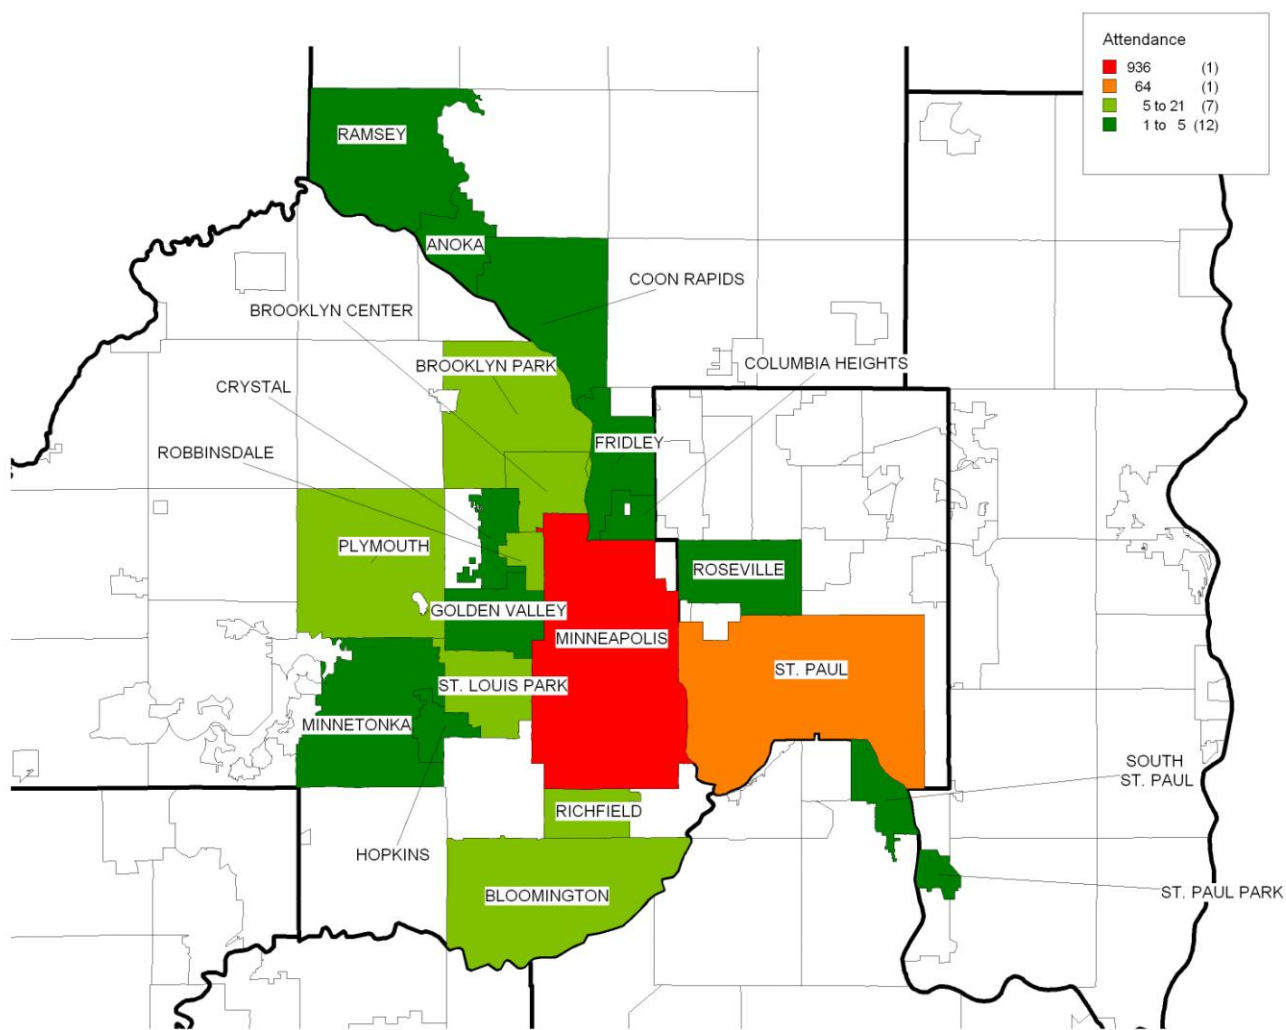 Attendance
936 (1)
64 (1)
5 to 21 (7)
1 to 5 (12)
RAMSEY
ANOKA
COON RAPIDS
BROOKLYN CENTER
BROOKLYN PARK
COLUMBIA HEIGHTS
CRYSTAL
FRIDLEY
ROBBINSDALE
PLYMOUTH
ROSEVILLE
GOLDEN VALLEY
MINNEAPOLIS
ST. PAUL
ST. LOUIS PARK
MINNETONKA
SOUTH
ST. PAUL
RICHFIELD
HOPKINS
BLOOMINGTON
ST. PAUL PARK